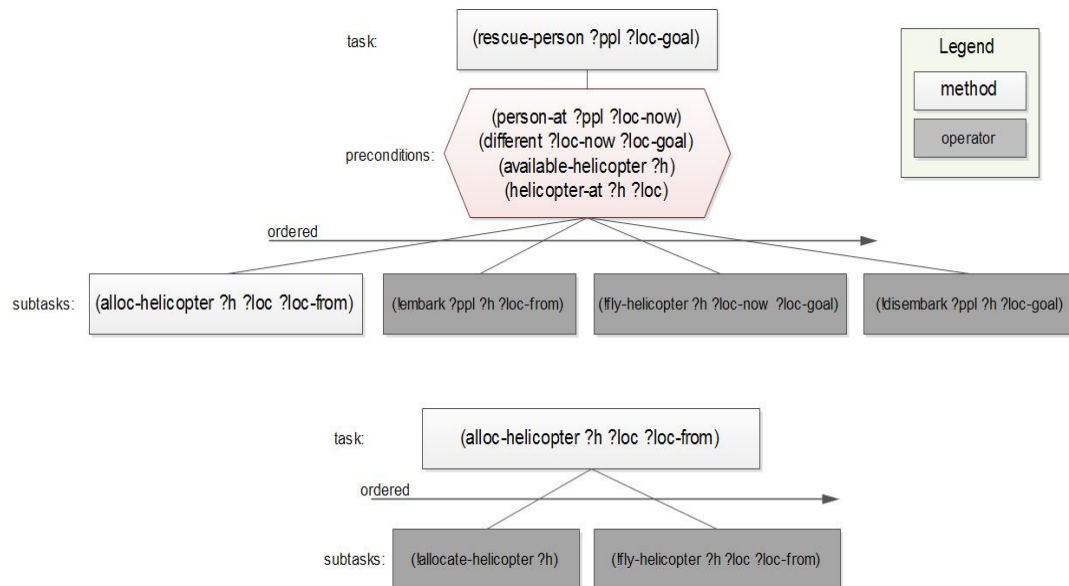 task:
(rescue-person ?ppl ?loc-goal)
Legend
method
operator
preconditions:
(person-at ?ppl ?loc-now)
(different ?loc-now ?loc-goal)
(available-helicopter ?h)
(helicopter-at ?h ?loc)
ordered
subtasks:
(alloc-helicopter ?h ?loc ?loc-from)
(!embark ?ppl ?h ?loc-from)
(!fly-helicopter ?h ?loc-now ?loc-goal)
(!disembark ?ppl ?h ?loc-goal)
task:
(alloc-helicopter ?h ?loc ?loc-from)
ordered
subtasks:
(!allocate-helicopter ?h)
(!fly-helicopter ?h ?loc ?loc-from)